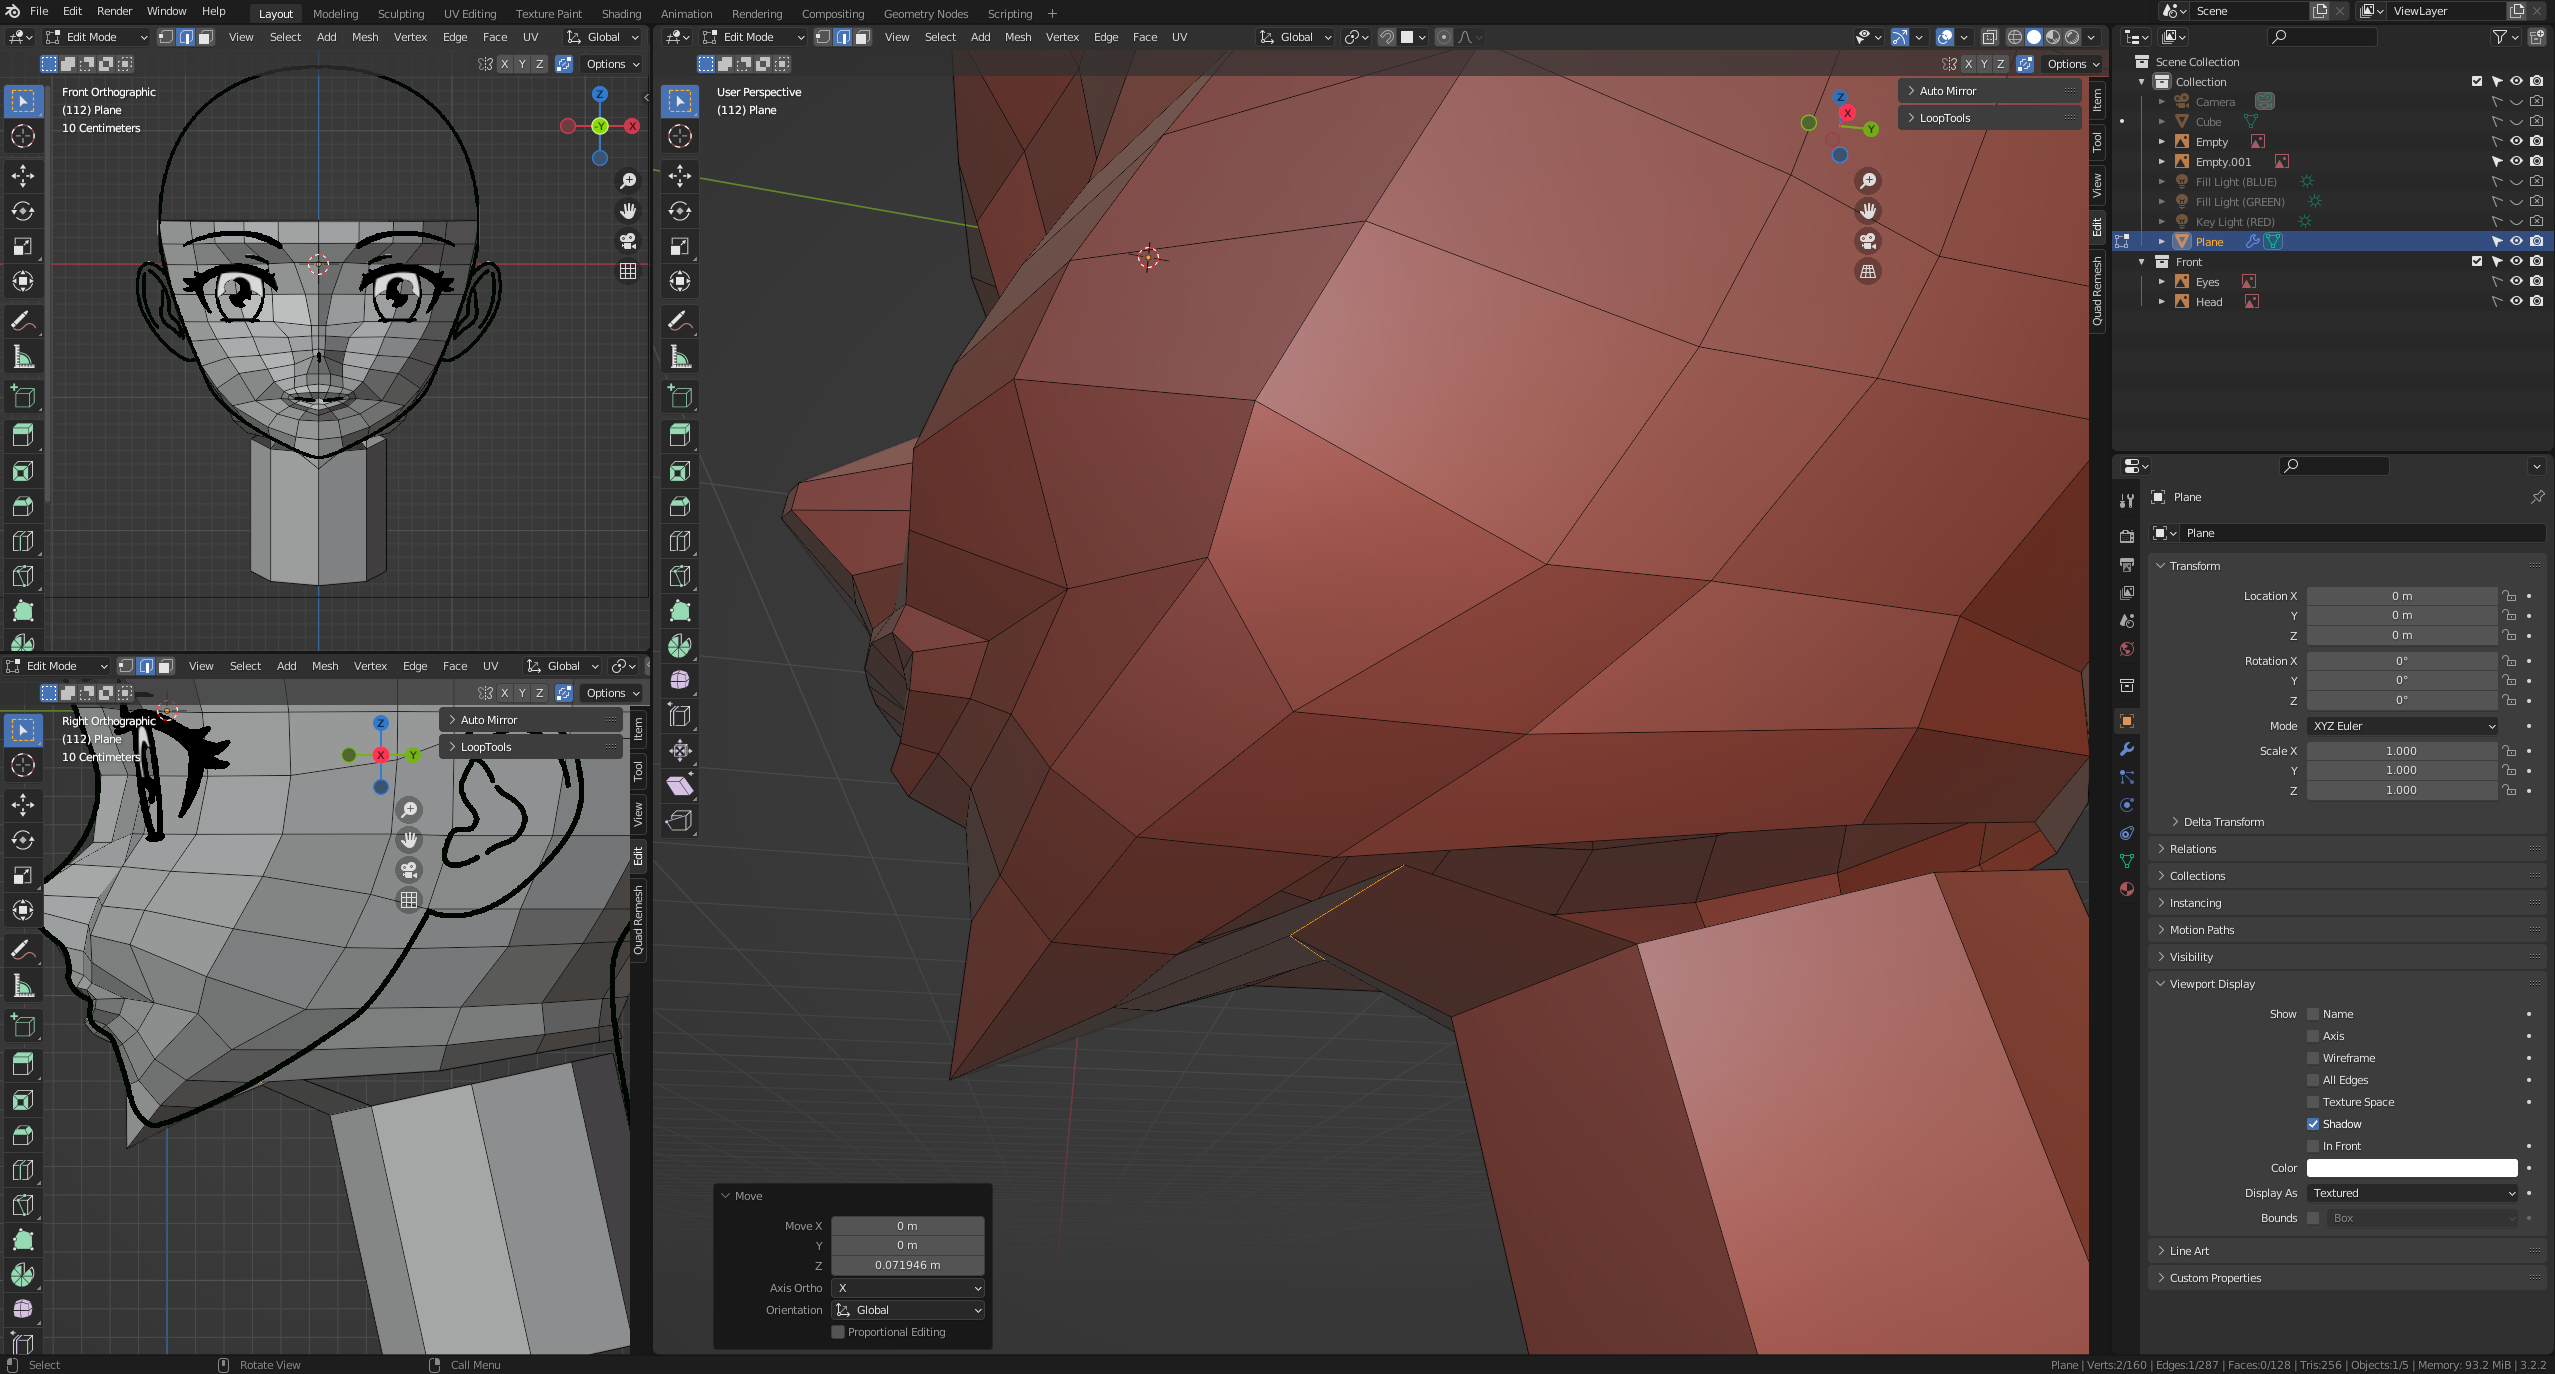 File Edit Render Window Help Layout Modeling Sculpting UV Editing Texture Paint Shading Animation Rendering Compositing Geometry Nodes Scripting + Scene ViewLayer
Edit Mode View Select Add Mesh Vertex Edge Face UV Global
Edit Mode View Select Add Mesh Vertex Edge Face UV Global
X Y Z Options
X Y Z Options
Front Orthographic
(112) Plane
10 Centimeters
Z
-Y
X
User Perspective
(112) Plane
Z
X
Y
Auto Mirror
LoopTools
Item
Tool
View
Edit
Quad Remesh
Scene Collection
Collection
Camera
Cube
Empty
Empty.001
Fill Light (BLUE)
Fill Light (GREEN)
Key Light (RED)
Plane
Front
Eyes
Head
Edit Mode View Select Add Mesh Vertex Edge Face UV Global
X Y Z Options
Right Orthographic
(112) Plane
10 Centimeters
Z
X
Y
Auto Mirror
LoopTools
Item
Tool
View
Edit
Quad Remesh
Move
Move X 0 m
Y 0 m
Z 0.071946 m
Axis Ortho X
Orientation Global
Proportional Editing
Plane
Plane
Transform
Location X 0 m
Y 0 m
Z 0 m
Rotation X 0°
Y 0°
Z 0°
Mode XYZ Euler
Scale X 1.000
Y 1.000
Z 1.000
Delta Transform
Relations
Collections
Instancing
Motion Paths
Visibility
Viewport Display
Show Name
Axis
Wireframe
All Edges
Texture Space
Shadow
In Front
Color
Display As Textured
Bounds Box
Line Art
Custom Properties
Select Rotate View Call Menu
Plane | Verts:2/160 | Edges:1/287 | Faces:0/128 | Tris:256 | Objects:1/5 | Memory: 93.2 MiB | 3.2.2